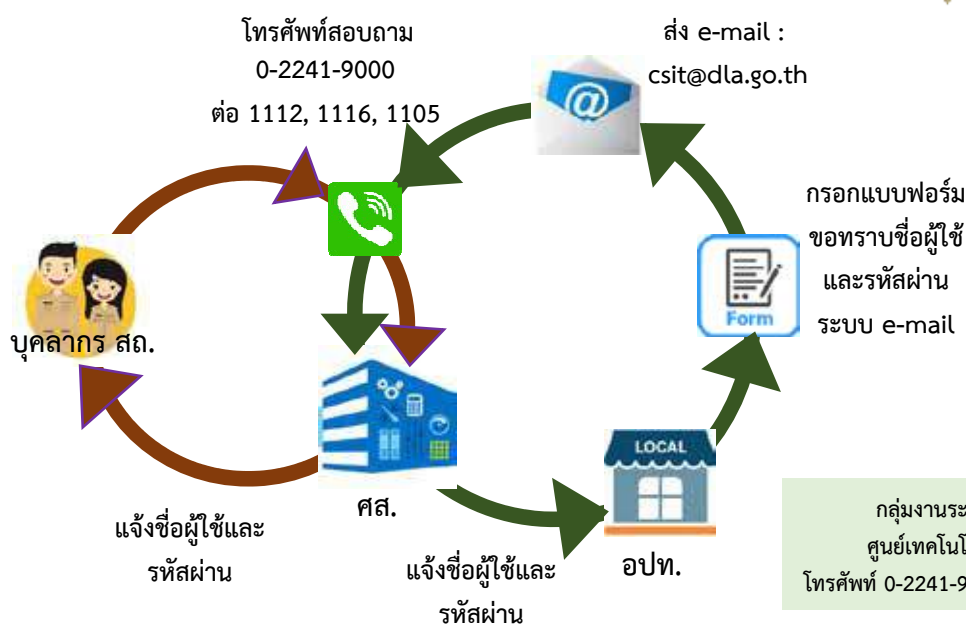 โทรศัพท์สอบถาม
0-2241-9000
ต่อ 1112, 1116, 1105
ส่ง e-mail :
csit@dla.go.th
กรอกแบบฟอร์ม
ขอทราบชื่อผู้ใช้
และรหัสผ่าน
ระบบ e-mail
Form
บุคลากร สถ.
LOCAL
ศส.
อปท.
แจ้งชื่อผู้ใช้และ
รหัสผ่าน
แจ้งชื่อผู้ใช้และ
รหัสผ่าน
กลุ่มงานระ
ศูนย์เทคโนโ
โทรศัพท์ 0-2241-9